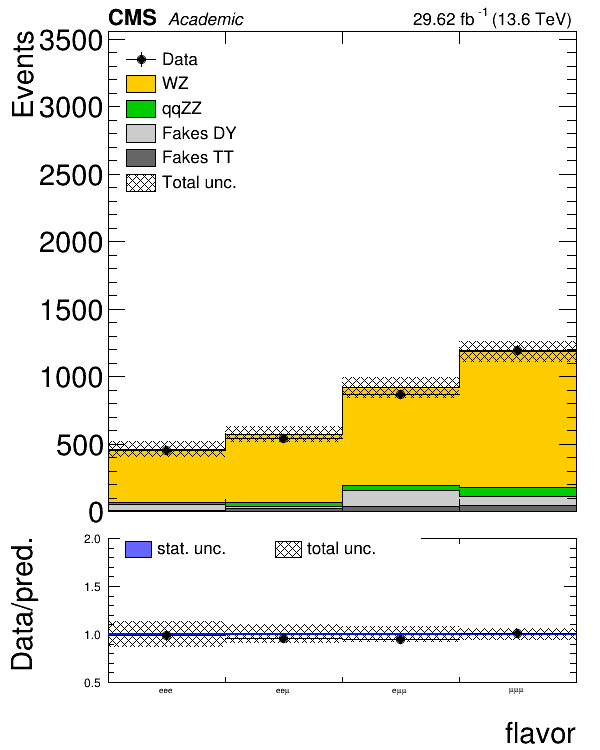 CMS Academic 29.62 fb⁻¹ (13.6 TeV)
Events
3500
3000
2500
2000
1500
1000
500
0
Data
WZ
qqZZ
Fakes DY
Fakes TT
Total unc.
Data/pred.
2.0
1.5
1.0
0.5
stat. unc. total unc.
eee eeμ eμμ μμμ
flavor